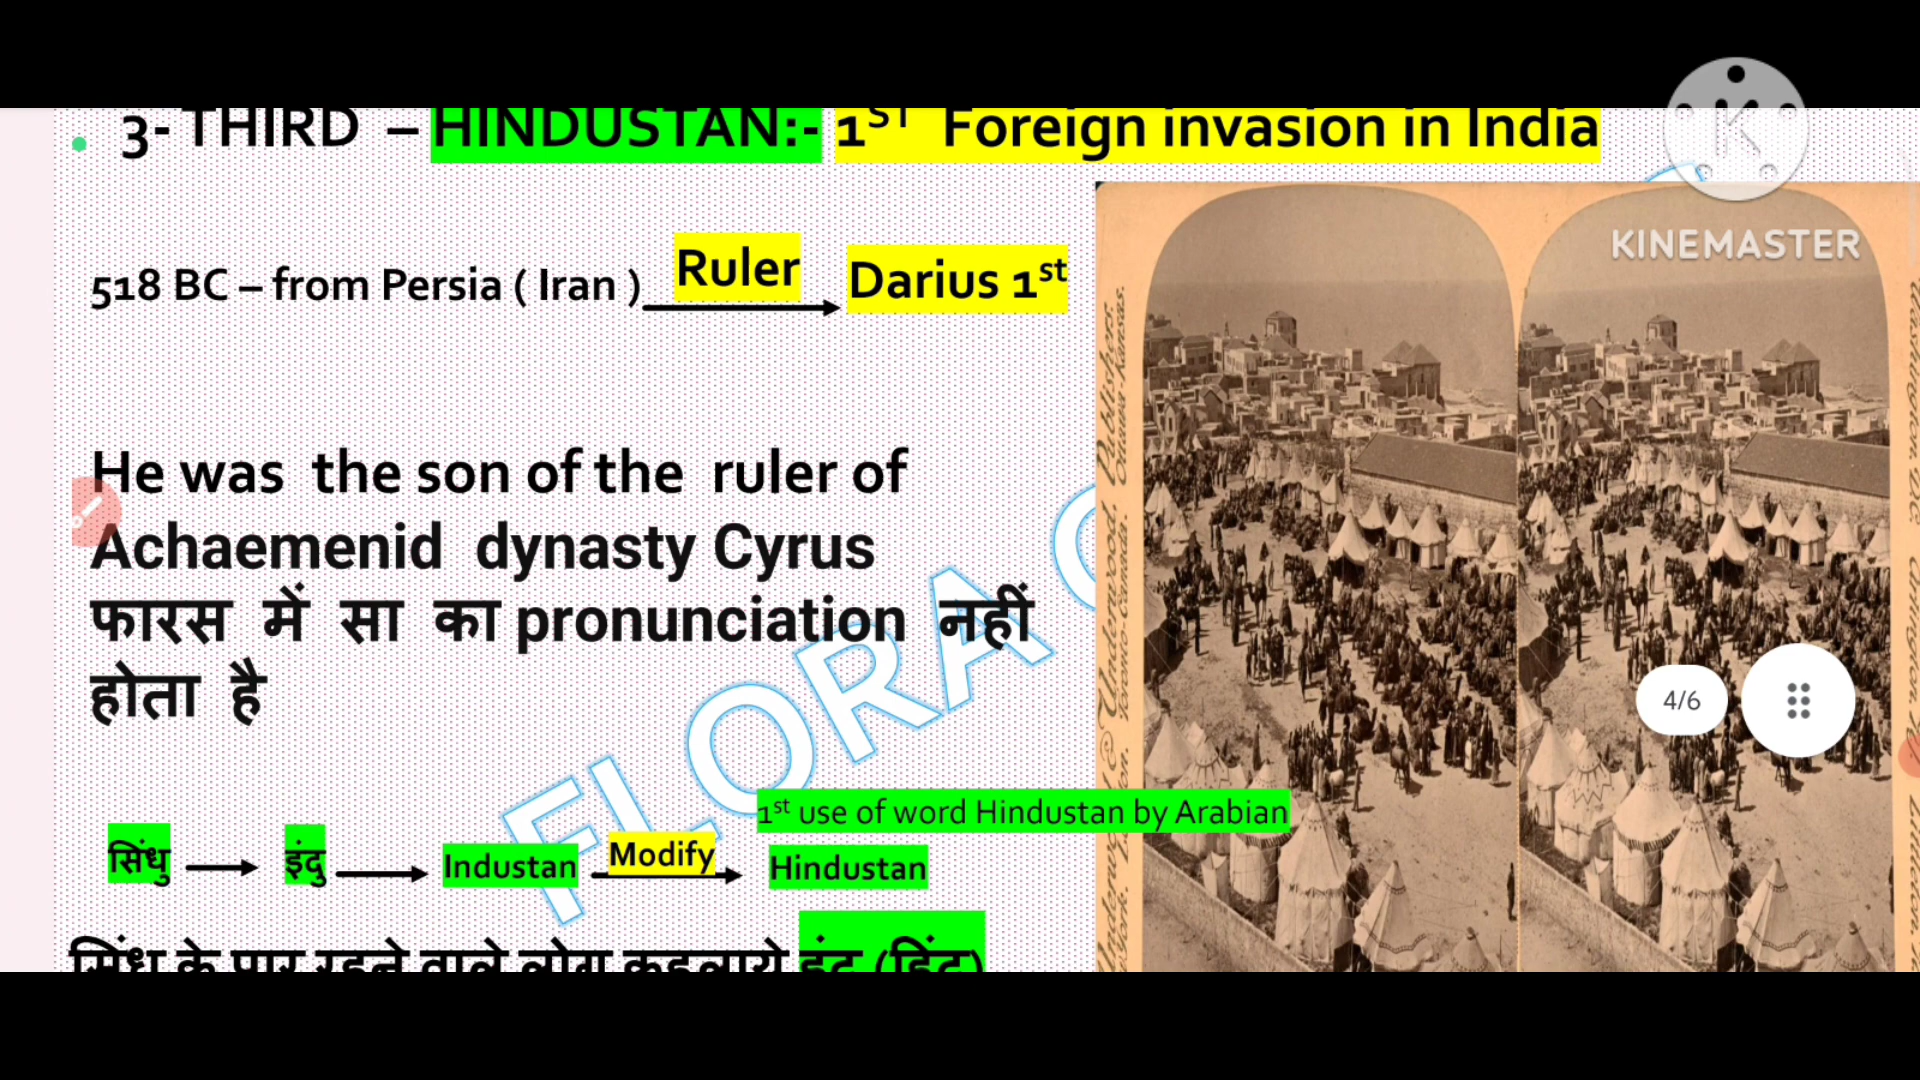 3- THIRD – HINDUSTAN:- 1ST Foreign invasion in India
KINEMASTER
518 BC – from Persia ( Iran ) Ruler Darius 1st
He was the son of the ruler of
Achaemenid dynasty Cyrus
फारस में सा का pronunciation नहीं
होता है
4/6
1st use of word Hindustan by Arabian
सिंधु इंदु Industan Modify Hindustan
सिंधु के पार रहने वाले लोग कहलाये इंदु (हिंदू)
FLORA